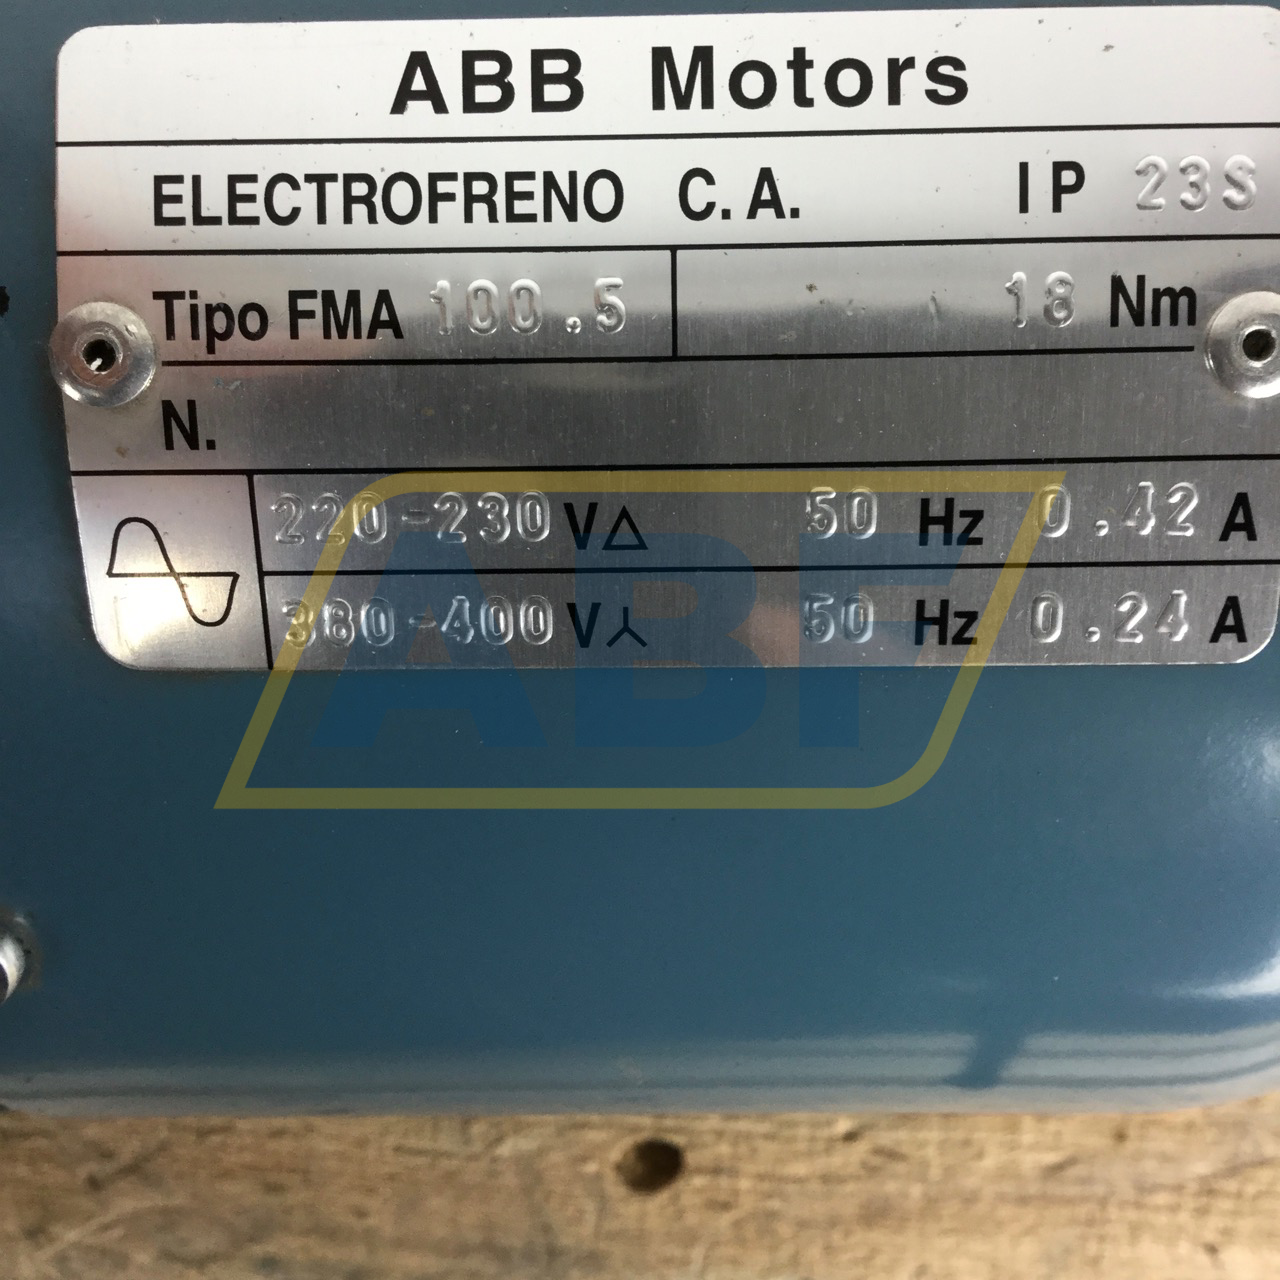 ABB Motors
ELECTROFRENO C.A. IP 23S
Tipo FMA 100.5 18 Nm
N.
220-230 V△ 50 Hz 0.42 A
380-400 V⅄ 50 Hz 0.24 A
ABF